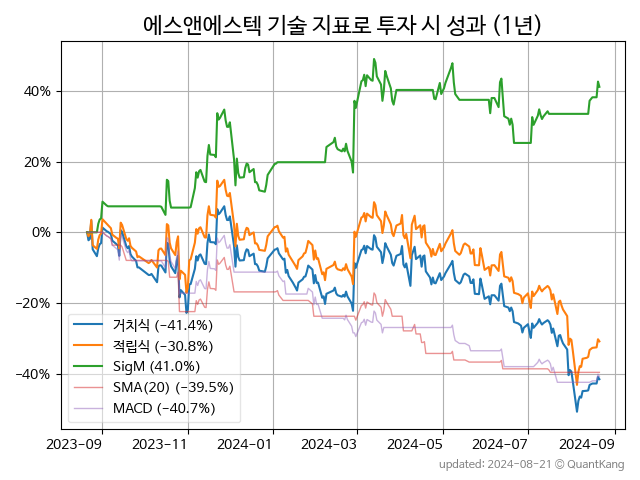 에스앤에스텍 기술 지표로 투자 시 성과 (1년)
40%
20%
0%
−20%
−40%
거치식 (−41.4%)
적립식 (−30.8%)
SigM (41.0%)
SMA(20) (−39.5%)
MACD (−40.7%)
2023-09 2023-11 2024-01 2024-03 2024-05 2024-07 2024-09
updated: 2024-08-21 © QuantKang